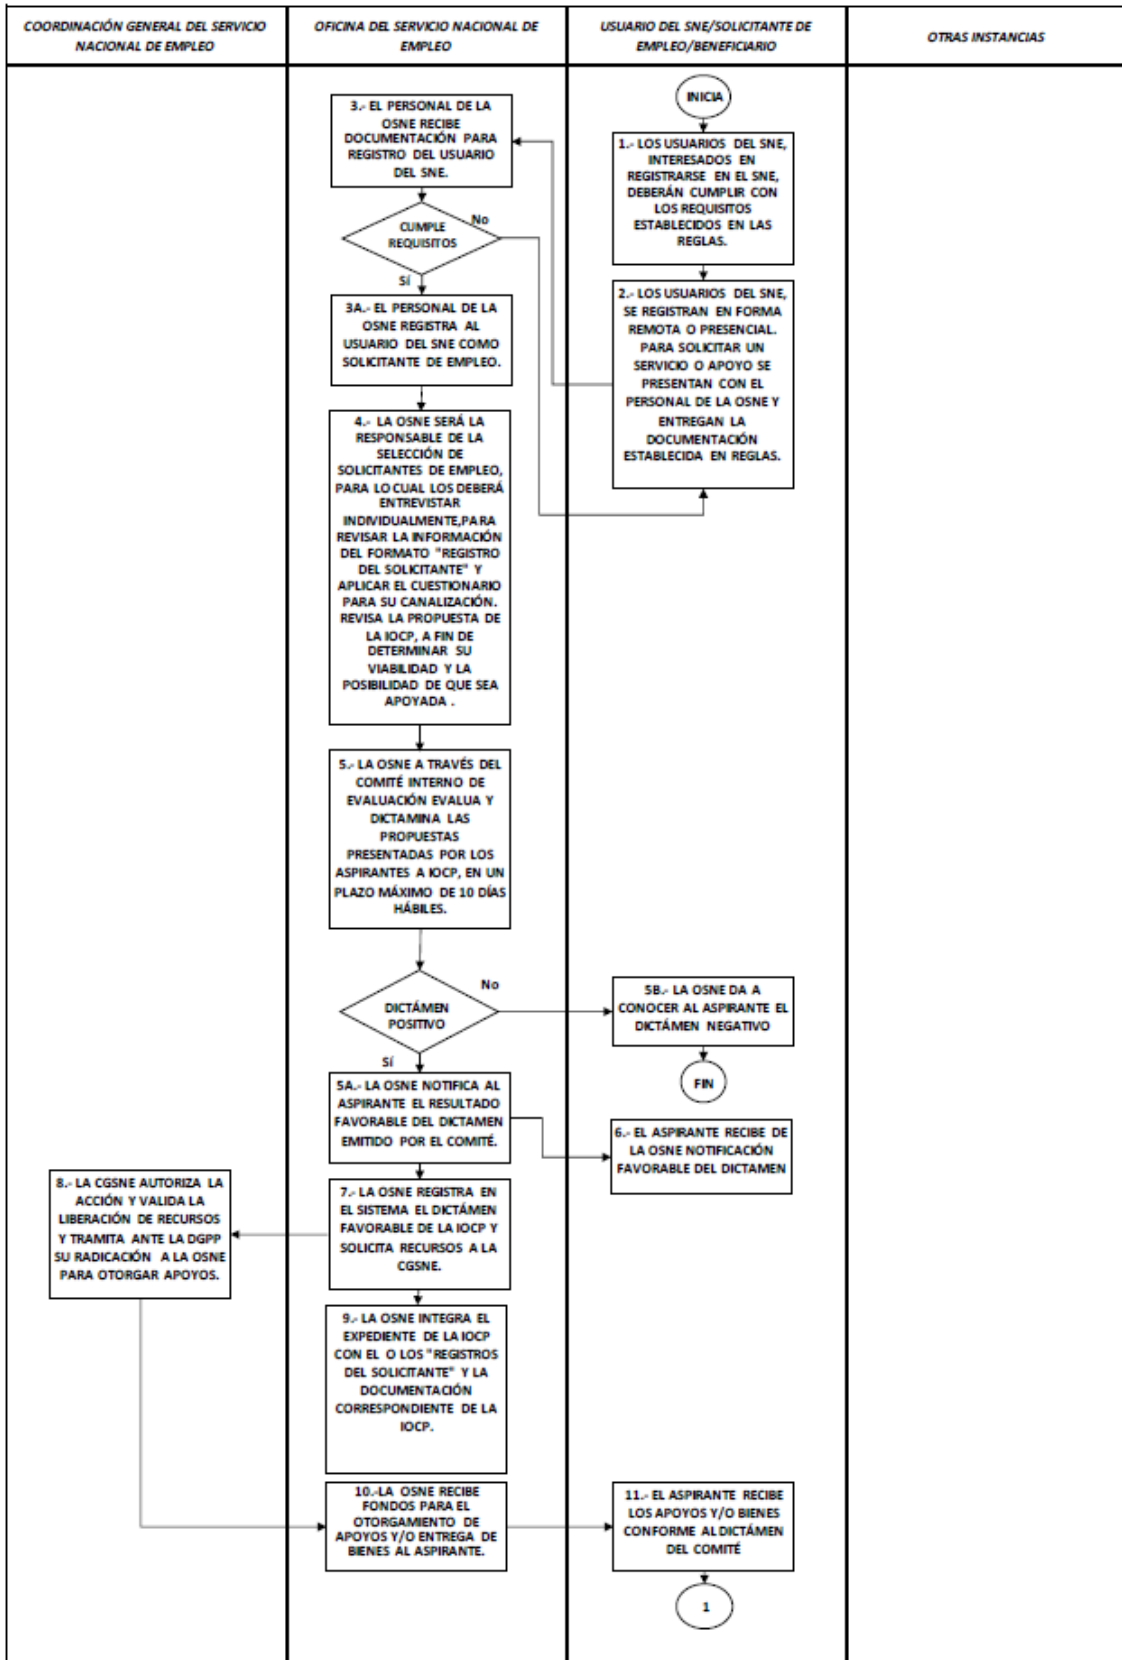 COORDINACIÓN GENERAL DEL SERVICIO
NACIONAL DE EMPLEO
OFICINA DEL SERVICIO NACIONAL DE
EMPLEO
USUARIO DEL SNE/SOLICITANTE DE
EMPLEO/BENEFICIARIO
OTRAS INSTANCIAS
INICIA
1.- LOS USUARIOS DEL SNE,
INTERESADOS EN
REGISTRARSE EN EL SNE,
DEBERÁN CUMPLIR CON
LOS REQUISITOS
ESTABLECIDOS EN LAS
REGLAS.
2.- LOS USUARIOS DEL SNE,
SE REGISTRAN EN FORMA
REMOTA O PRESENCIAL.
PARA SOLICITAR UN
SERVICIO O APOYO SE
PRESENTAN CON EL
PERSONAL DE LA OSNE Y
ENTREGAN LA
DOCUMENTACIÓN
ESTABLECIDA EN REGLAS.
3.- EL PERSONAL DE LA
OSNE RECIBE
DOCUMENTACIÓN PARA
REGISTRO DEL USUARIO
DEL SNE.
CUMPLE
REQUISITOS
No
Sí
3A.- EL PERSONAL DE LA
OSNE REGISTRA AL
USUARIO DEL SNE COMO
SOLICITANTE DE EMPLEO.
4.- LA OSNE SERÁ LA
RESPONSABLE DE LA
SELECCIÓN DE
SOLICITANTES DE EMPLEO,
PARA LO CUAL LOS DEBERÁ
ENTREVISTAR
INDIVIDUALMENTE,PARA
REVISAR LA INFORMACIÓN
DEL FORMATO "REGISTRO
DEL SOLICITANTE" Y
APLICAR EL CUESTIONARIO
PARA SU CANALIZACIÓN.
REVISA LA PROPUESTA DE
LA IOCP, A FIN DE
DETERMINAR SU
VIABILIDAD Y LA
POSIBILIDAD DE QUE SEA
APOYADA .
5.- LA OSNE A TRAVÉS DEL
COMITÉ INTERNO DE
EVALUACIÓN EVALUA Y
DICTAMINA LAS
PROPUESTAS
PRESENTADAS POR LOS
ASPIRANTES A IOCP, EN UN
PLAZO MÁXIMO DE 10 DÍAS
HÁBILES.
DICTÁMEN
POSITIVO
No
Sí
5B.- LA OSNE DA A
CONOCER AL ASPIRANTE EL
DICTÁMEN NEGATIVO
FIN
5A.- LA OSNE NOTIFICA AL
ASPIRANTE EL RESULTADO
FAVORABLE DEL DICTAMEN
EMITIDO POR EL COMITÉ.
6.- EL ASPIRANTE RECIBE DE
LA OSNE NOTIFICACIÓN
FAVORABLE DEL DICTAMEN
7.- LA OSNE REGISTRA EN
EL SISTEMA EL DICTÁMEN
FAVORABLE DE LA IOCP Y
SOLICITA RECURSOS A LA
CGSNE.
8.- LA CGSNE AUTORIZA LA
ACCIÓN Y VALIDA LA
LIBERACIÓN DE RECURSOS
Y TRAMITA ANTE LA DGPP
SU RADICACIÓN A LA OSNE
PARA OTORGAR APOYOS.
9.- LA OSNE INTEGRA EL
EXPEDIENTE DE LA IOCP
CON EL O LOS "REGISTROS
DEL SOLICITANTE" Y LA
DOCUMENTACIÓN
CORRESPONDIENTE DE LA
IOCP.
10.-LA OSNE RECIBE
FONDOS PARA EL
OTORGAMIENTO DE
APOYOS Y/O ENTREGA DE
BIENES AL ASPIRANTE.
11.- EL ASPIRANTE RECIBE
LOS APOYOS Y/O BIENES
CONFORME AL DICTÁMEN
DEL COMITÉ
1